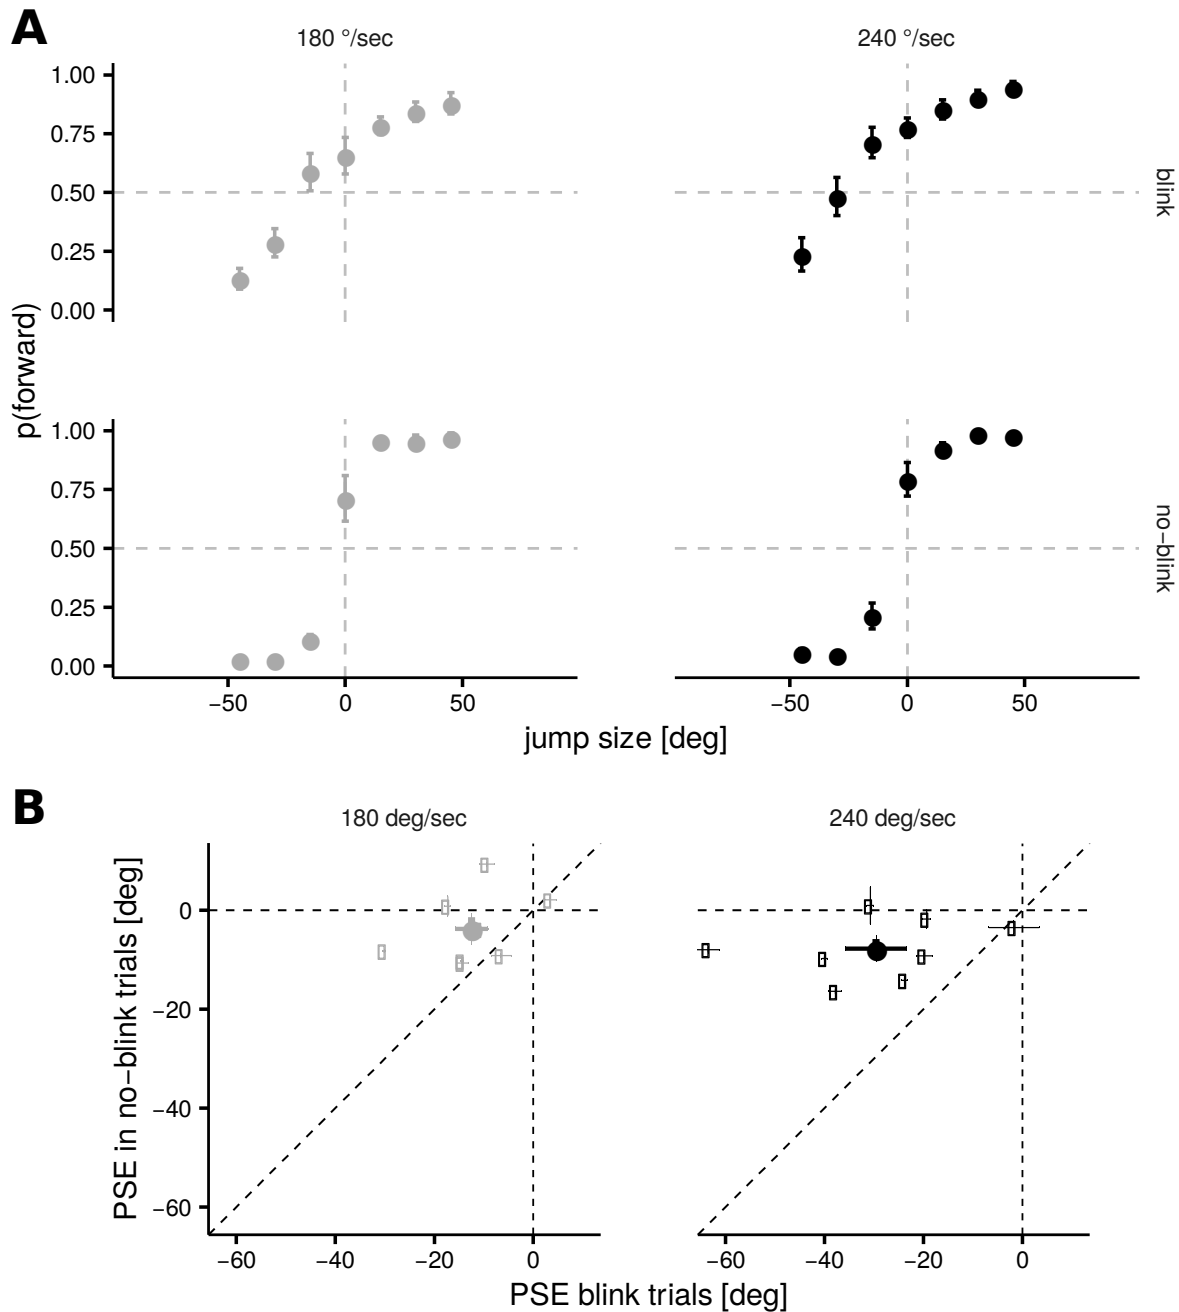 A
180 °/sec
240 °/sec
1.00
0.75
0.50
0.25
0.00
blink
p(forward)
1.00
0.75
0.50
0.25
0.00
no−blink
−50
0
50
−50
0
50
jump size [deg]
B
180 deg/sec
240 deg/sec
PSE in no−blink trials [deg]
0
−20
−40
−60
−60
−40
−20
0
−60
−40
−20
0
PSE blink trials [deg]